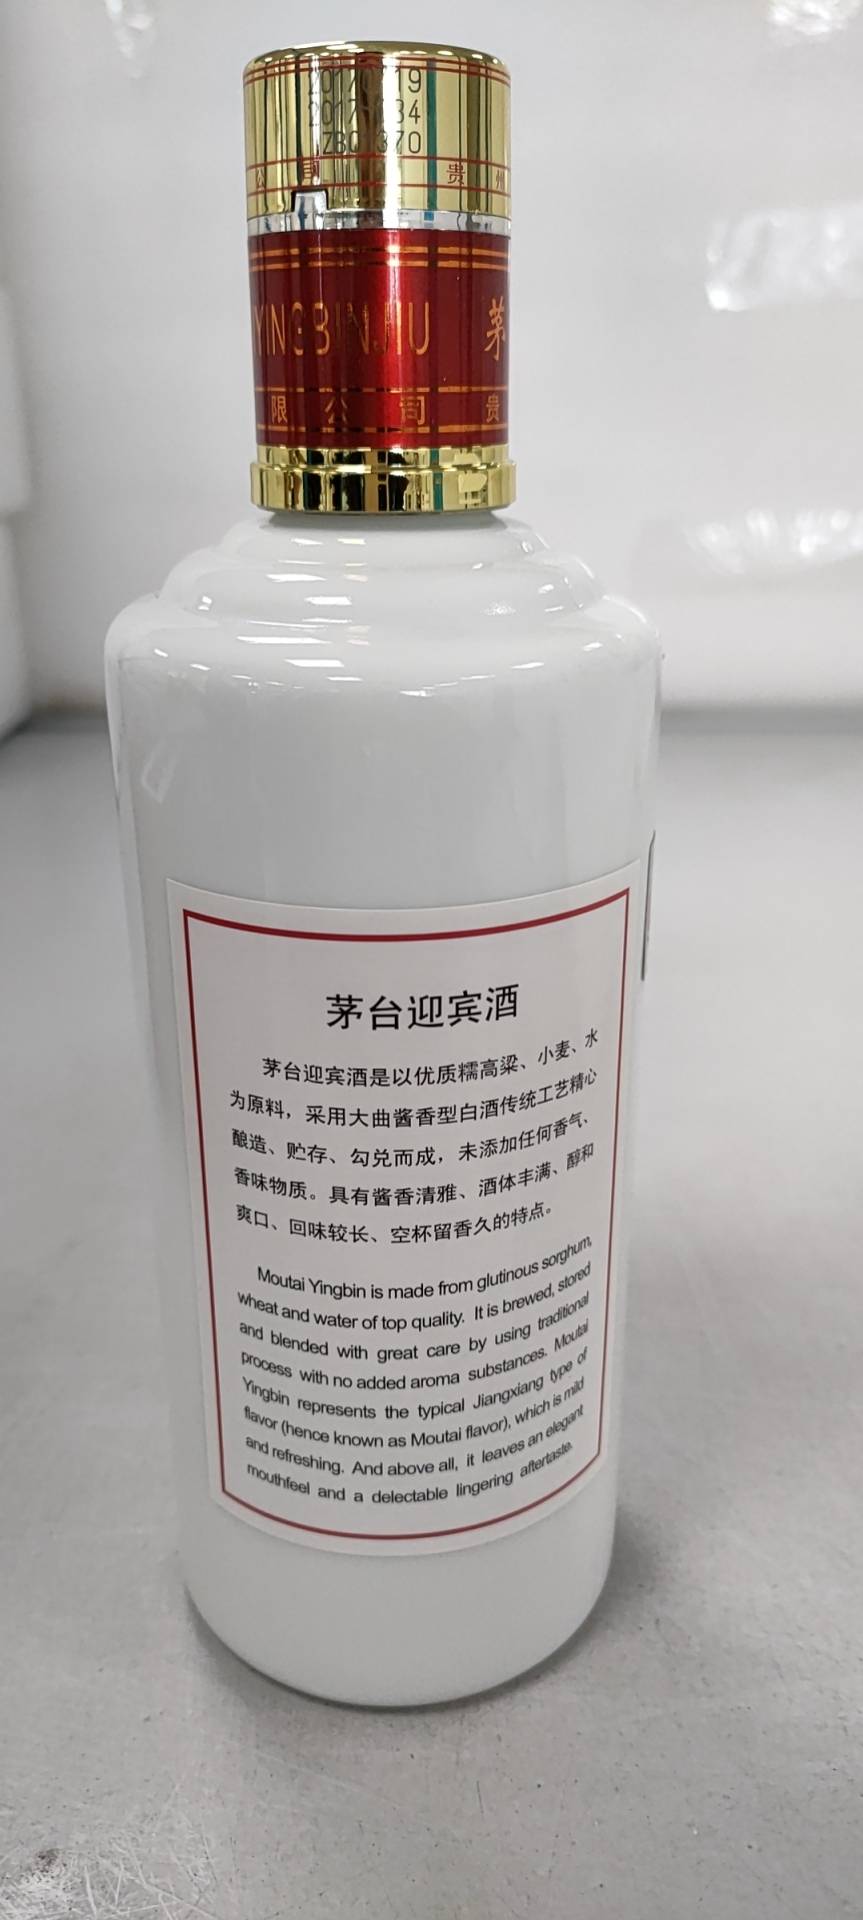 公司 贵州
YINGBINJIU 茅
限公司 贵
茅台迎宾酒
茅台迎宾酒是以优质糯高粱、小麦、水
为原料，采用大曲酱香型白酒传统工艺精心
酿造、贮存、勾兑而成，未添加任何香气、
香味物质。具有酱香清雅、酒体丰满、醇和
爽口、回味较长、空杯留香久的特点。
Moutai Yingbin is made from glutinous sorghum,
wheat and water of top quality. It is brewed, stored
and blended with great care by using traditional
process with no added aroma substances. Moutai
Yingbin represents the typical Jiangxiang type of
flavor (hence known as Moutai flavor), which is mild
and refreshing. And above all, it leaves an elegant
mouthfeel and a delectable lingering aftertaste.